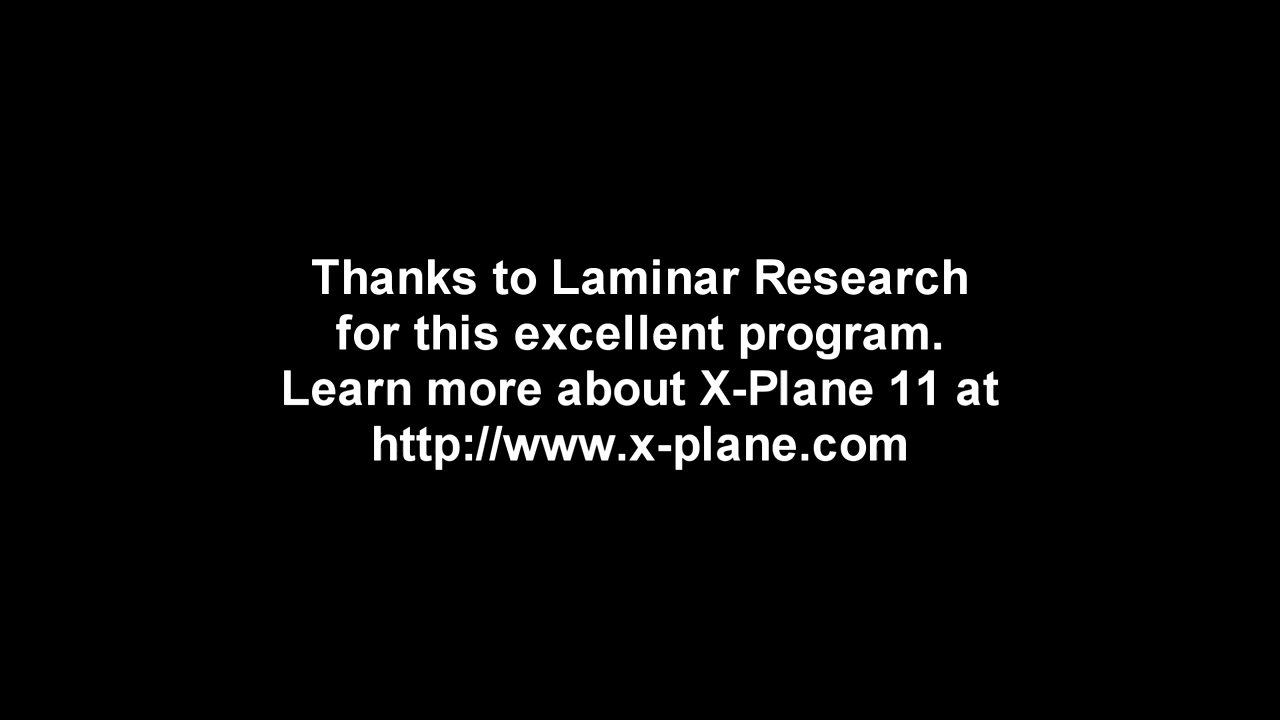 Thanks to Laminar Research
for this excellent program.
Learn more about X-Plane 11 at
http://www.x-plane.com